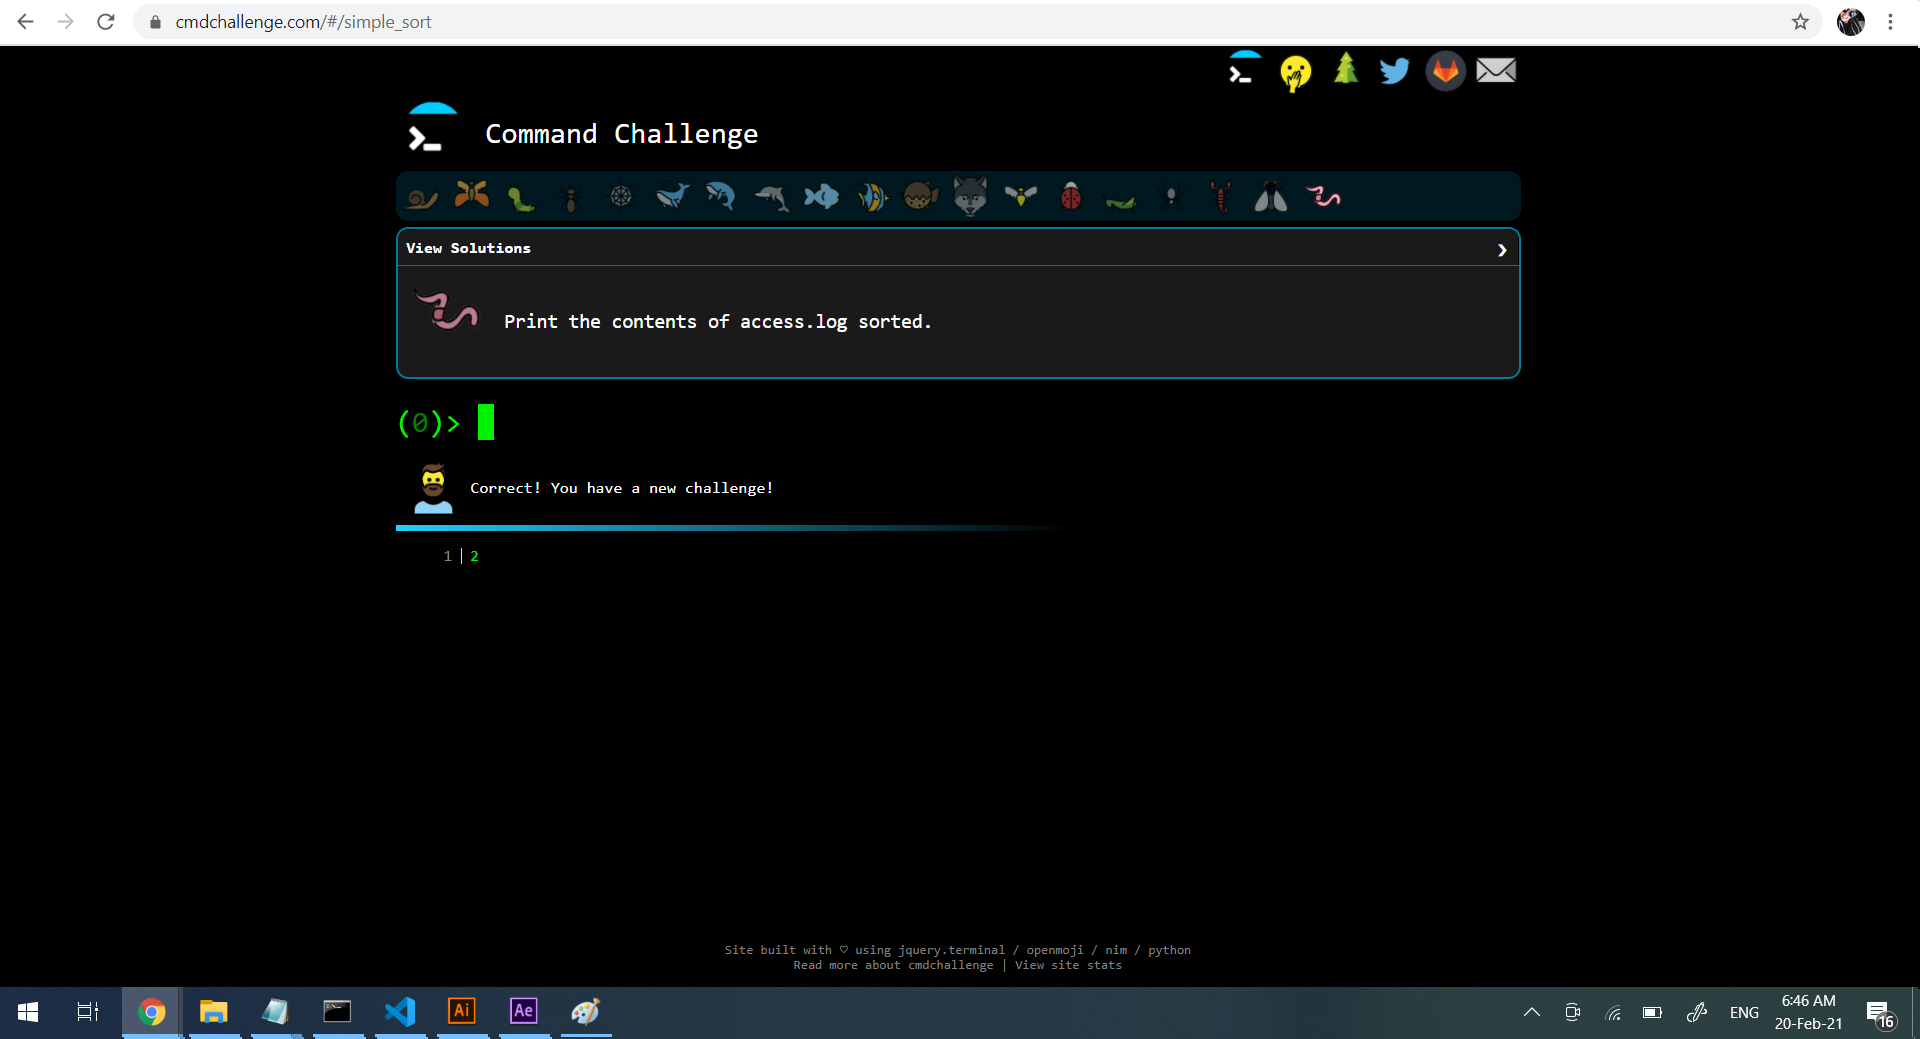 cmdchallenge.com/#/simple_sort
Command Challenge
View Solutions
Print the contents of access.log sorted.
(0)>
Correct! You have a new challenge!
1 | 2
Site built with ♡ using jquery.terminal / openmoji / nim / python
Read more about cmdchallenge | View site stats
Ai
Ae
ENG
6:46 AM
20-Feb-21
16